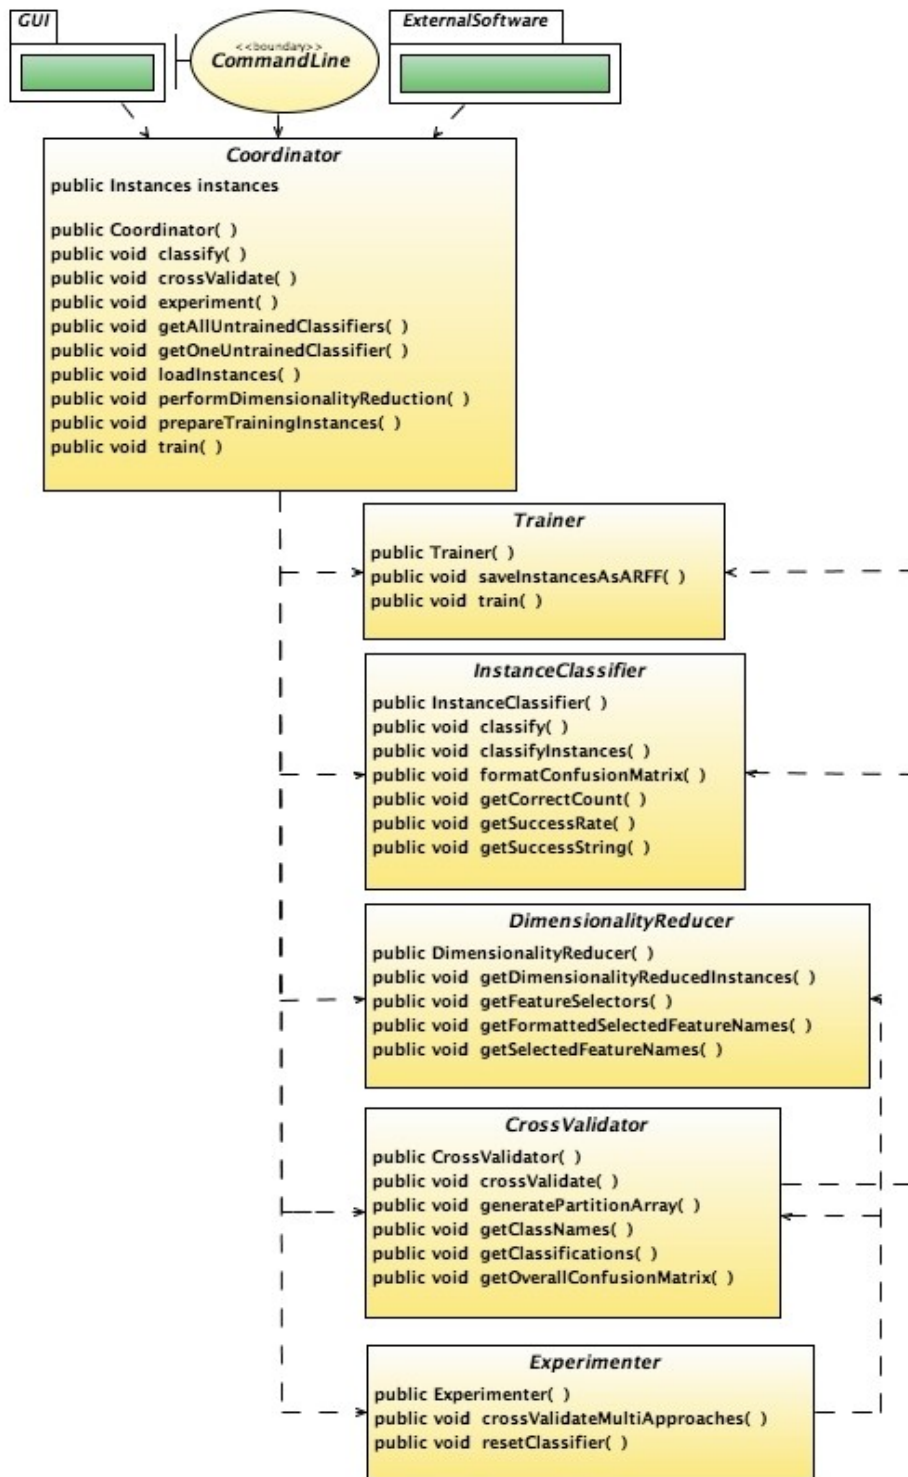 GUI
<<boundary>>
CommandLine
ExternalSoftware
Coordinator
public Instances instances
public Coordinator( )
public void classify( )
public void crossValidate( )
public void experiment( )
public void getAllUntrainedClassifiers( )
public void getOneUntrainedClassifier( )
public void loadInstances( )
public void performDimensionalityReduction( )
public void prepareTrainingInstances( )
public void train( )
Trainer
public Trainer( )
public void saveInstancesAsARFF( )
public void train( )
InstanceClassifier
public InstanceClassifier( )
public void classify( )
public void classifyInstances( )
public void formatConfusionMatrix( )
public void getCorrectCount( )
public void getSuccessRate( )
public void getSuccessString( )
DimensionalityReducer
public DimensionalityReducer( )
public void getDimensionalityReducedInstances( )
public void getFeatureSelectors( )
public void getFormattedSelectedFeatureNames( )
public void getSelectedFeatureNames( )
CrossValidator
public CrossValidator( )
public void crossValidate( )
public void generatePartitionArray( )
public void getClassNames( )
public void getClassifications( )
public void getOverallConfusionMatrix( )
Experimenter
public Experimenter( )
public void crossValidateMultiApproaches( )
public void resetClassifier( )